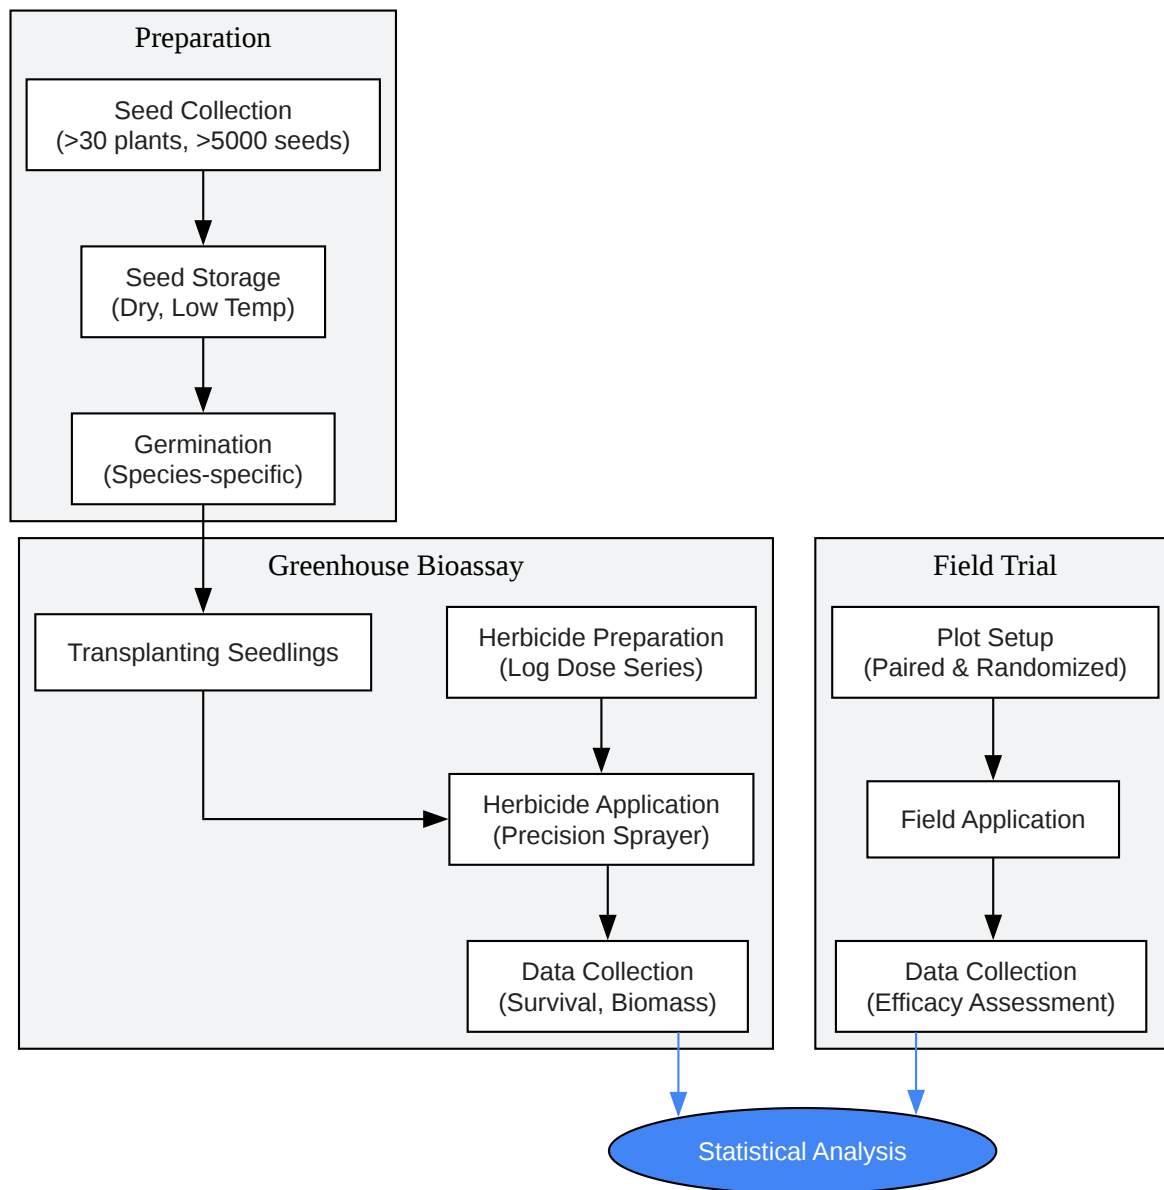 Preparation
Seed Collection
(>30 plants, >5000 seeds)
Seed Storage
(Dry, Low Temp)
Germination
(Species-specific)
Greenhouse Bioassay
Transplanting Seedlings
Herbicide Preparation
(Log Dose Series)
Herbicide Application
(Precision Sprayer)
Data Collection
(Survival, Biomass)
Field Trial
Plot Setup
(Paired & Randomized)
Field Application
Data Collection
(Efficacy Assessment)
Statistical Analysis